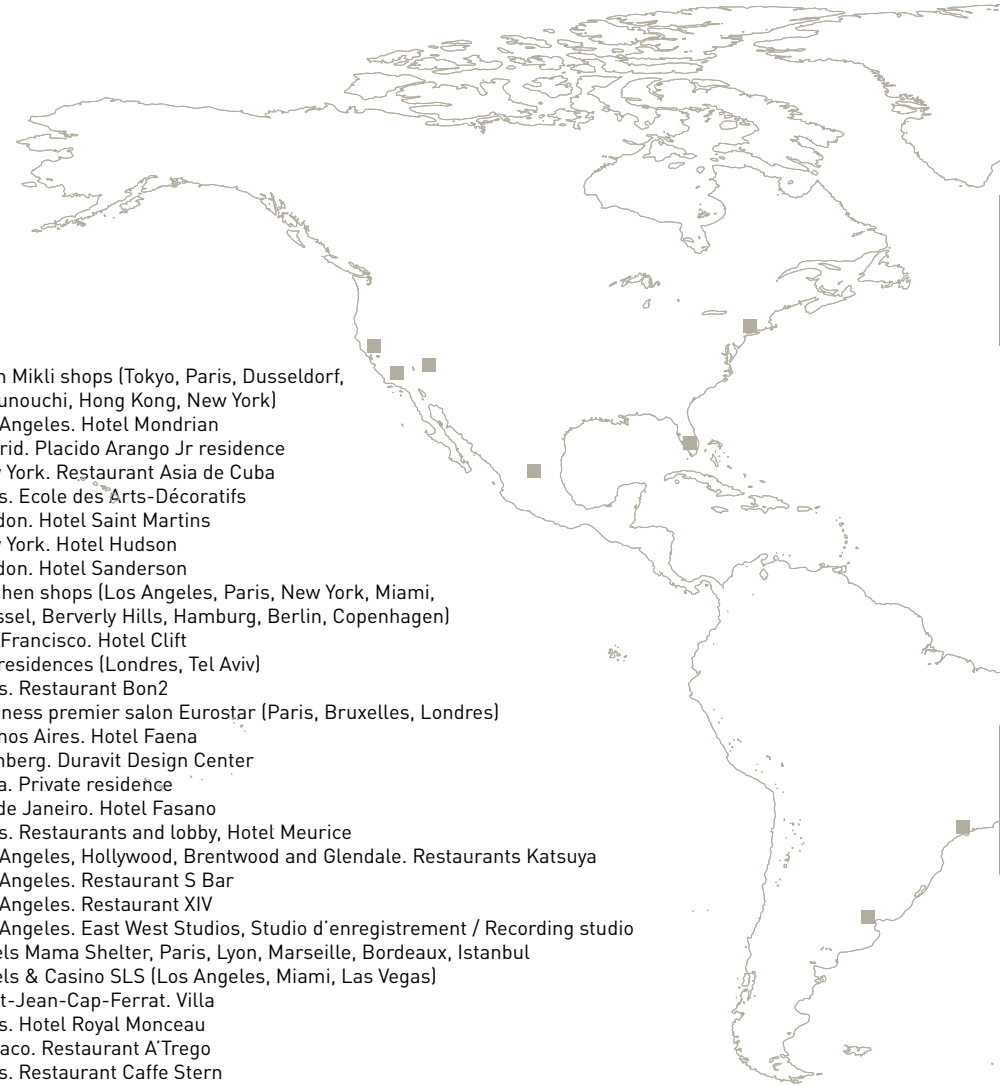 n Mikli shops (Tokyo, Paris, Dusseldorf,
unouchi, Hong Kong, New York)
Angeles. Hotel Mondrian
rid. Placido Arango Jr residence
York. Restaurant Asia de Cuba
s. Ecole des Arts-Décoratifs
don. Hotel Saint Martins
York. Hotel Hudson
don. Hotel Sanderson
chen shops (Los Angeles, Paris, New York, Miami,
ssel, Berverly Hills, Hamburg, Berlin, Copenhagen)
Francisco. Hotel Clift
residences (Londres, Tel Aviv)
s. Restaurant Bon2
ness premier salon Eurostar (Paris, Bruxelles, Londres)
nos Aires. Hotel Faena
nberg. Duravit Design Center
a. Private residence
de Janeiro. Hotel Fasano
s. Restaurants and lobby, Hotel Meurice
Angeles, Hollywood, Brentwood and Glendale. Restaurants Katsuya
Angeles. Restaurant S Bar
Angeles. Restaurant XIV
Angeles. East West Studios, Studio d’enregistrement / Recording studio
els Mama Shelter, Paris, Lyon, Marseille, Bordeaux, Istanbul
els & Casino SLS (Los Angeles, Miami, Las Vegas)
t-Jean-Cap-Ferrat. Villa
s. Hotel Royal Monceau
aco. Restaurant A’Trego
s. Restaurant Caffe Stern